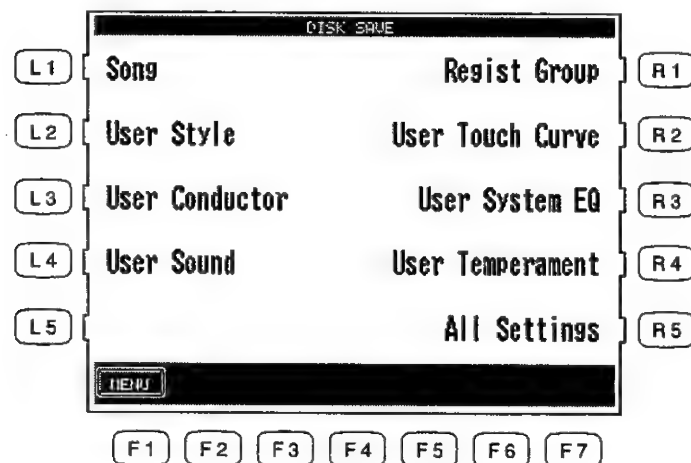 DISK SAVE
L1 Song Regist Group R1
L2 User Style User Touch Curve R2
L3 User Conductor User System EQ R3
L4 User Sound User Temperament R4
L5 All Settings R5
MENU
F1 F2 F3 F4 F5 F6 F7